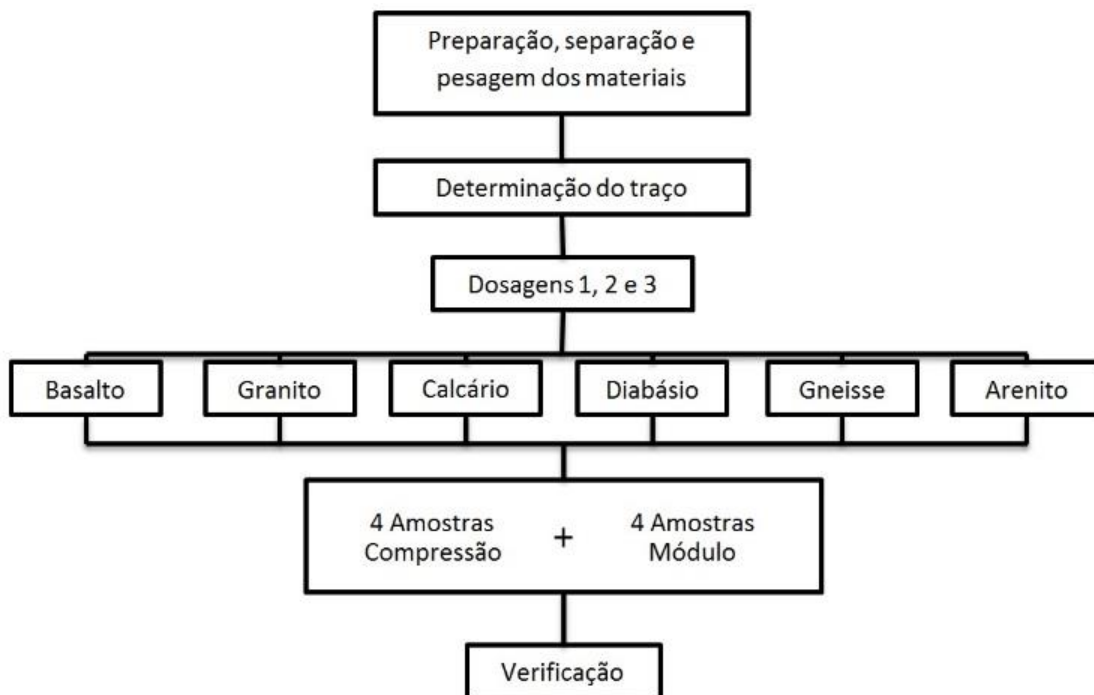 Preparação, separação e
pesagem dos materiais
Determinação do traço
Dosagens 1, 2 e 3
Basalto
Granito
Calcário
Diabásio
Gneisse
Arenito
4 Amostras
Compressão
+
4 Amostras
Módulo
Verificação